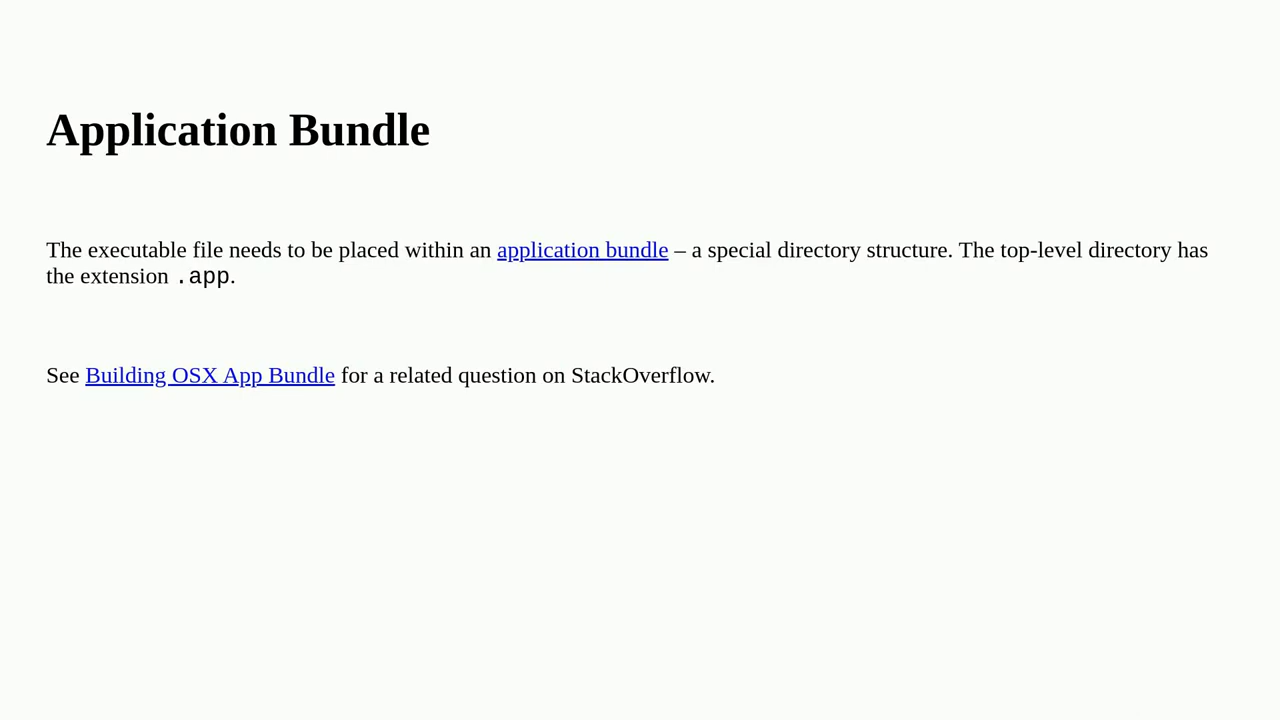 Application Bundle
The executable file needs to be placed within an application bundle – a special directory structure. The top-level directory has
the extension .app.
See Building OSX App Bundle for a related question on StackOverflow.